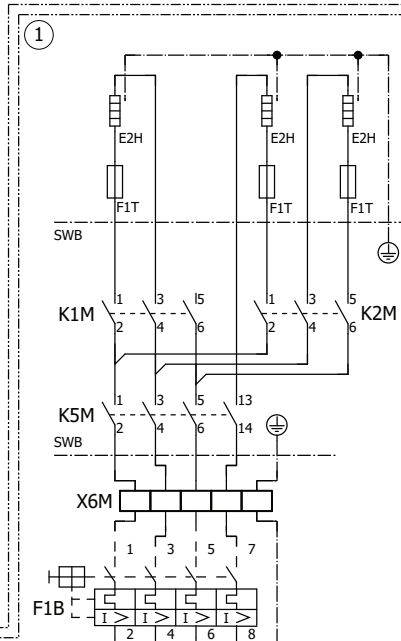 1
E2H E2H E2H
F1T F1T F1T
SWB
1 3 5 1 3 5
K1M K2M
2 4 6 2 4 6
1 3 5 13
K5M
2 4 6 14
SWB
X6M
1 3 5 7
F1B
I > I > I > I >
2 4 6 8